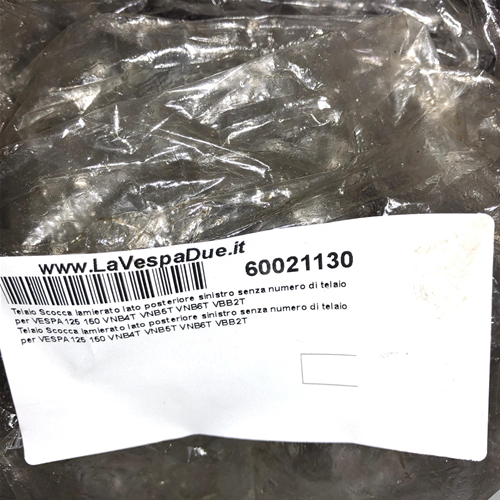 www.LaVespaDue.it
60021130
Telaio Scocca lamierato lato posteriore sinistro senza numero di telaio
per VESPA 125 150 VNB4T VNB5T VNB6T VBB2T
Telaio Scocca lamierato lato posteriore sinistro senza numero di telaio
per VESPA 125 150 VNB4T VNB5T VNB6T VBB2T